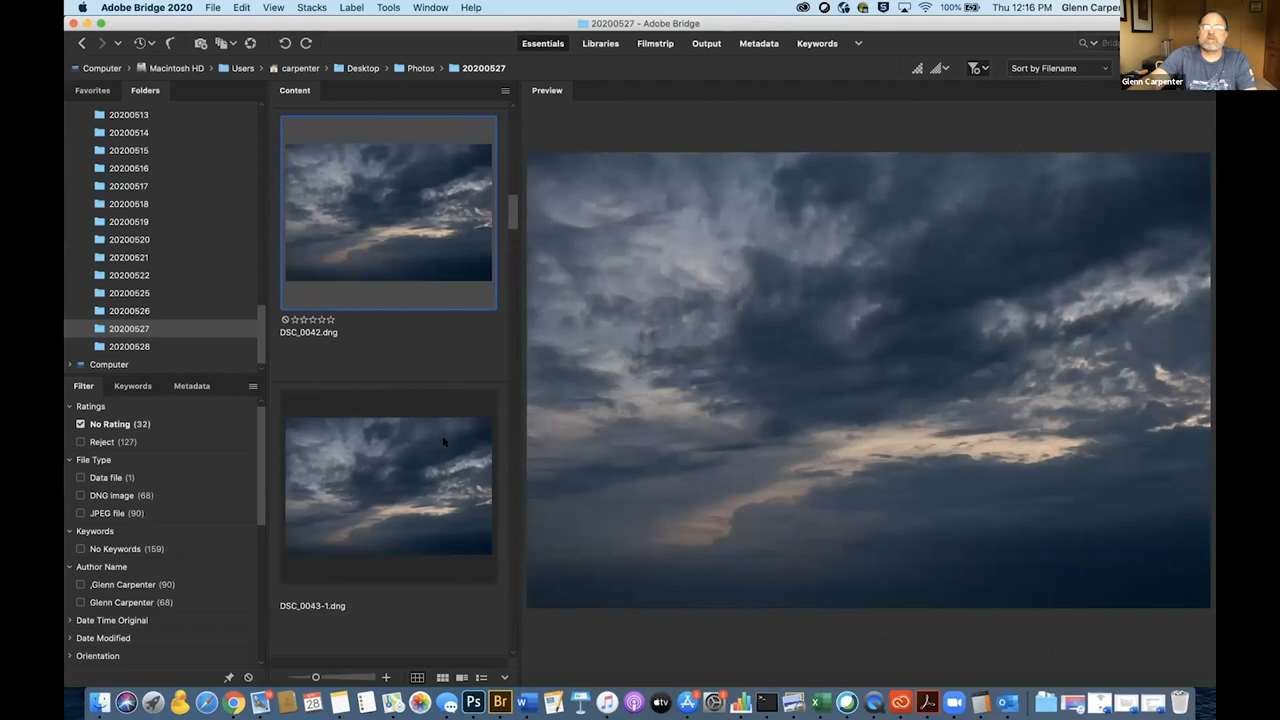 Adobe Bridge 2020 File Edit View Stacks Label Tools Window Help 100% Thu 12:16 PM Glenn Carpenter
20200527 - Adobe Bridge
Essentials Libraries Filmstrip Output Metadata Keywords
Glenn Carpenter
Computer Macintosh HD Users carpenter Desktop Photos 20200527 Sort by Filename
Favorites Folders Content Preview
20200513
20200514
20200515
20200516
20200517
20200518
20200519
20200520
20200521
20200522
20200525
20200526
20200527
20200528
Computer
DSC_0042.dng
Filter Keywords Metadata
Ratings
No Rating (32)
Reject (127)
File Type
Data file (1)
DNG image (68)
JPEG file (90)
Keywords
No Keywords (159)
Author Name
,Glenn Carpenter (90)
Glenn Carpenter (68)
Date Time Original
Date Modified
Orientation
DSC_0043-1.dng
Ps Br